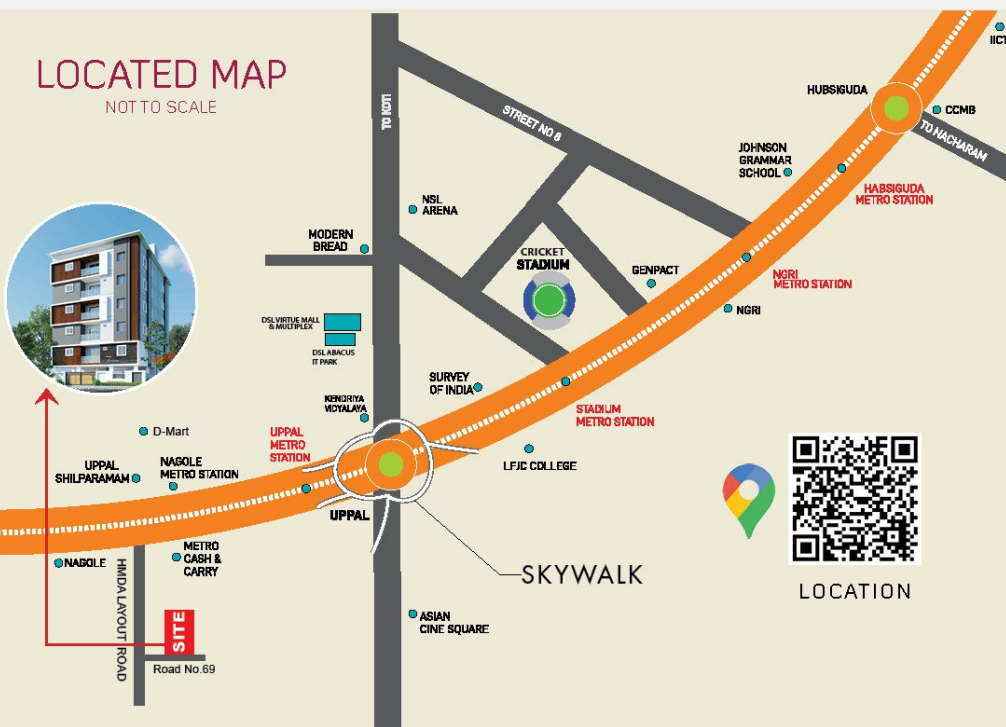 LOCATED MAP
NOT TO SCALE
TO KOTI
STREET NO 8
HUBSIGUDA
IICT
CCMB
TO NACHARAM
JOHNSON
GRAMMAR
SCHOOL
HABSIGUDA
METRO STATION
NSL
ARENA
MODERN
BREAD
CRICKET
STADIUM
GENPACT
NGRI
METRO STATION
NGRI
DSL VIRTUE MALL
& MULTIPLEX
DSL ABACUS
IT PARK
SURVEY
OF INDIA
KENDRIYA
VIDYALAYA
STADIUM
METRO STATION
D-Mart
UPPAL
METRO
STATION
UPPAL
SHILPARAMAM
NAGOLE
METRO STATION
LFJC COLLEGE
UPPAL
NAGOLE
METRO
CASH &
CARRY
SKYWALK
LOCATION
HMDA LAYOUT ROAD
SITE
Road No.69
ASIAN
CINE SQUARE